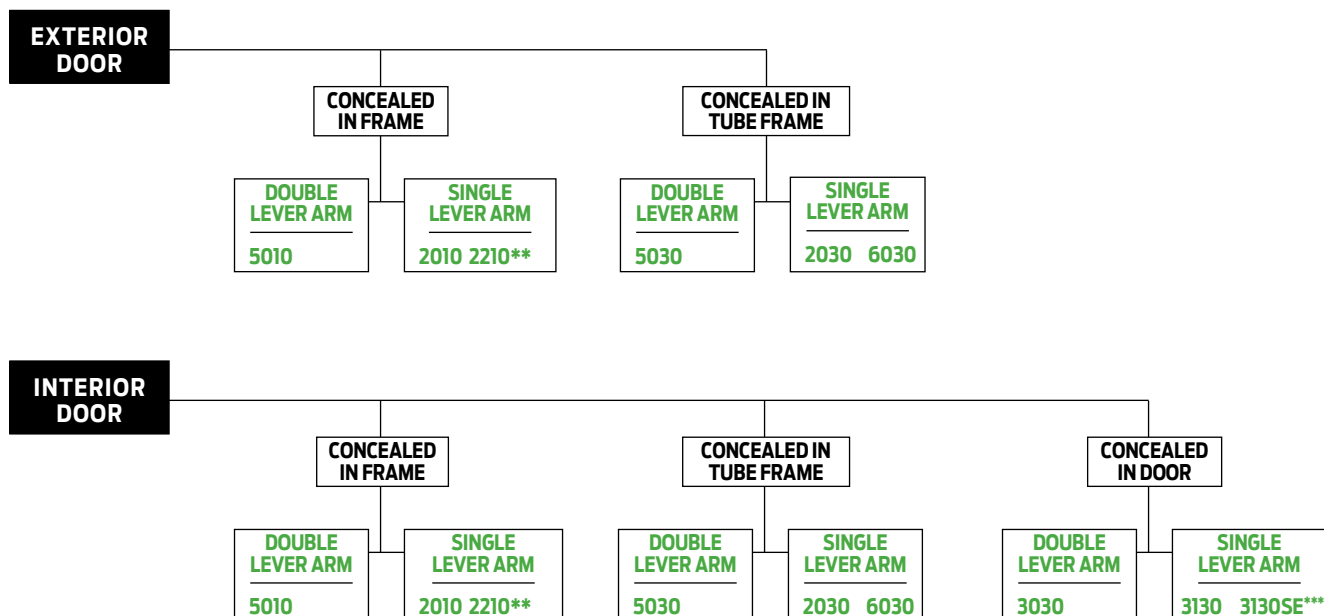 EXTERIOR
DOOR
CONCEALED
IN FRAME
CONCEALED IN
TUBE FRAME
DOUBLE
LEVER ARM
5010
SINGLE
LEVER ARM
2010 2210**
DOUBLE
LEVER ARM
5030
SINGLE
LEVER ARM
2030 6030
INTERIOR
DOOR
CONCEALED
IN FRAME
CONCEALED IN
TUBE FRAME
CONCEALED
IN DOOR
DOUBLE
LEVER ARM
5010
SINGLE
LEVER ARM
2010 2210**
DOUBLE
LEVER ARM
5030
SINGLE
LEVER ARM
2030 6030
DOUBLE
LEVER ARM
3030
SINGLE
LEVER ARM
3130 3130SE***